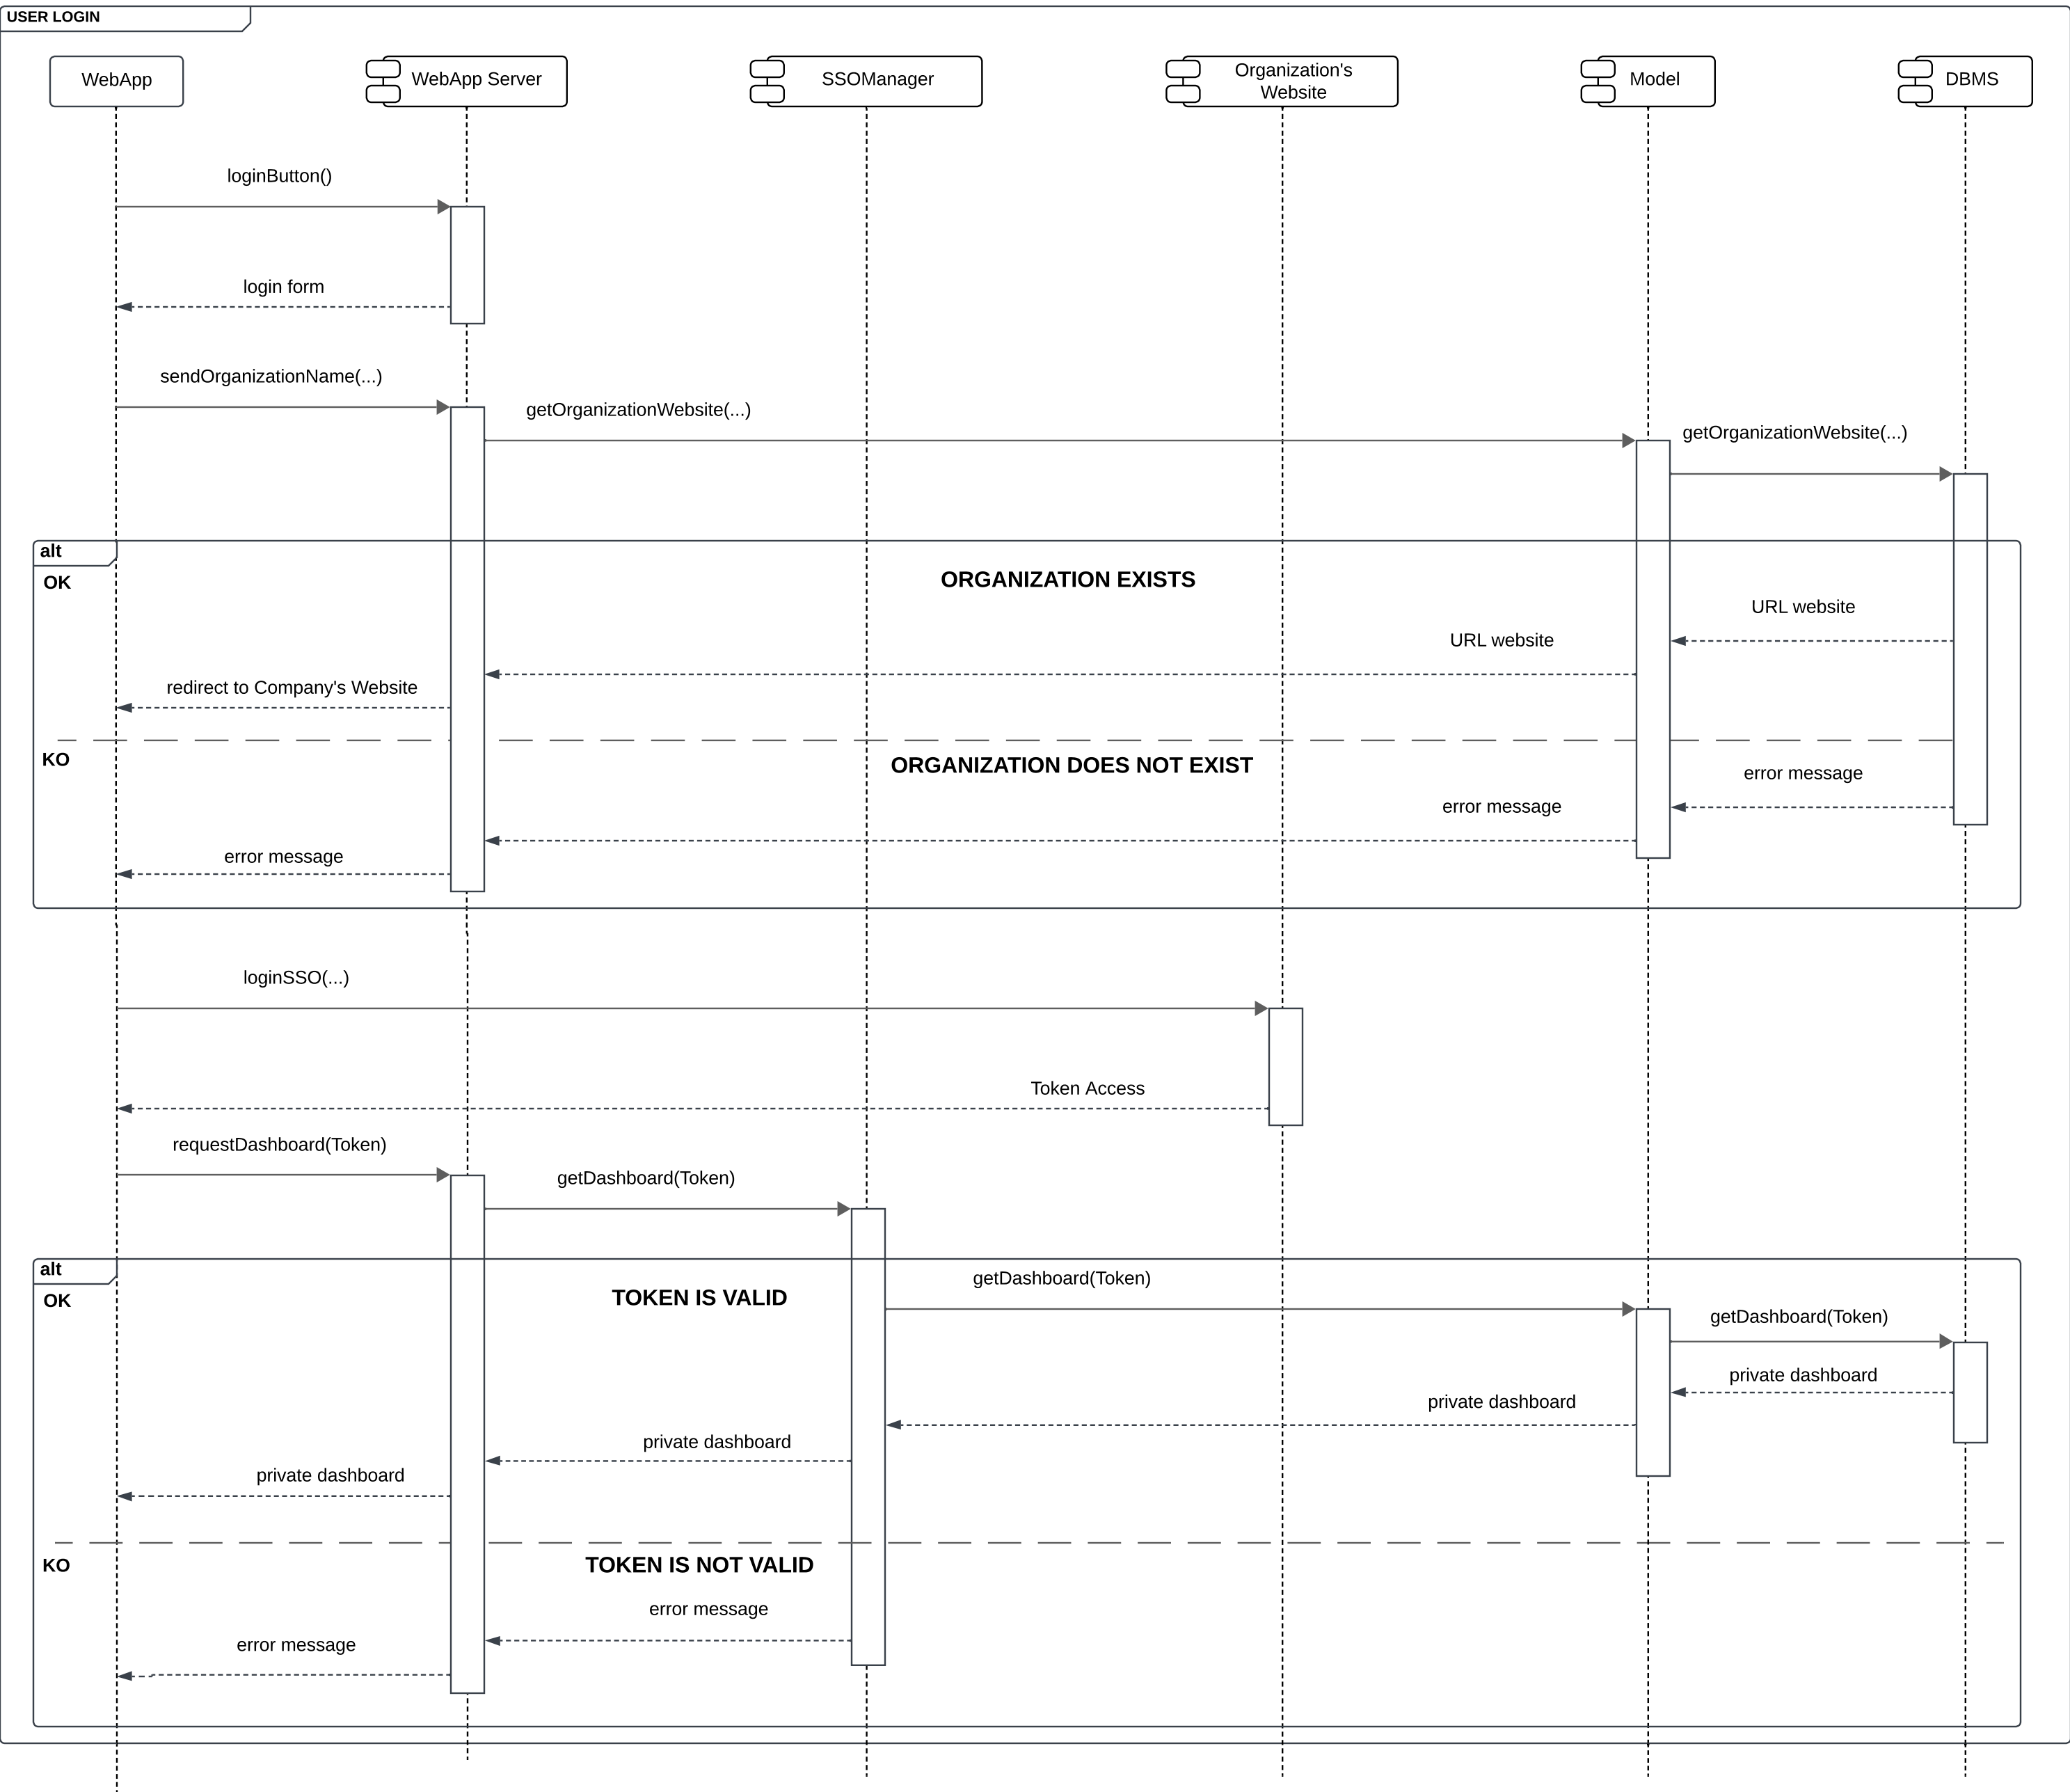 USER LOGIN
WebApp
WebApp Server
SSOManager
Organization's
Website
Model
DBMS
loginButton()
login form
sendOrganizationName(...)
getOrganizationWebsite(...)
getOrganizationWebsite(...)
alt
OK
ORGANIZATION EXISTS
URL website
URL website
redirect to Company's Website
KO
ORGANIZATION DOES NOT EXIST
error message
error message
error message
loginSSO(...)
Token Access
requestDashboard(Token)
getDashboard(Token)
alt
OK
TOKEN IS VALID
getDashboard(Token)
getDashboard(Token)
private dashboard
private dashboard
private dashboard
private dashboard
KO
TOKEN IS NOT VALID
error message
error message